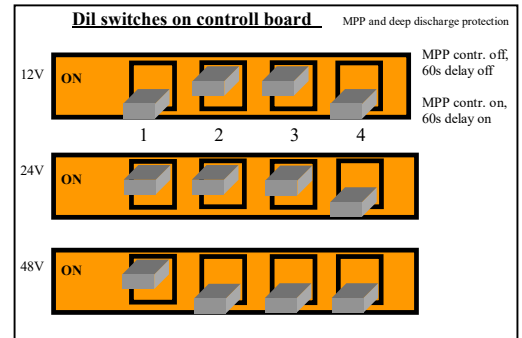 Dil switches on controll board
MPP and deep discharge protection
12V
ON
MPP contr. off,
60s delay off
MPP contr. on,
60s delay on
1 2 3 4
24V
ON
48V
ON